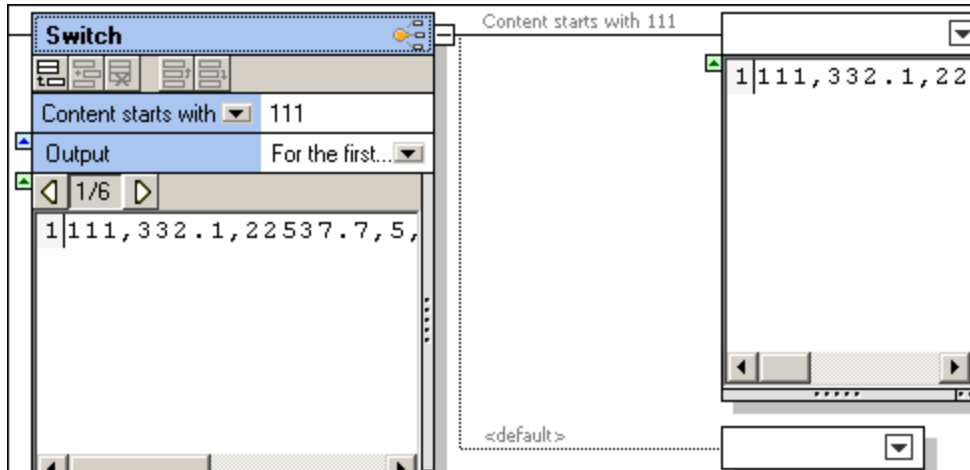 Switch
Content starts with 111
Content starts with 111
Output For the first...
1/6
1 111,332.1,22537.7,5,
1 111,332.1,22
<default>